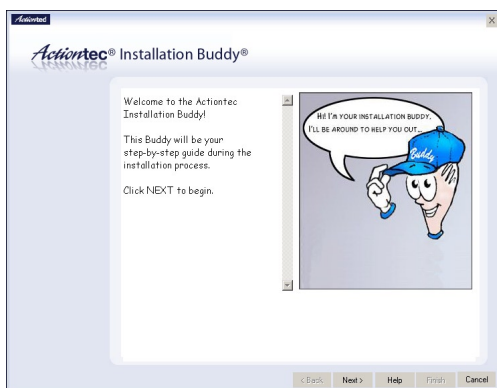 Actiontec
Actiontec® Installation Buddy®
Welcome to the Actiontec
Installation Buddy!
This Buddy will be your
step-by-step guide during the
installation process.
Click NEXT to begin.
HI! I'M YOUR INSTALLATION BUDDY,
I'LL BE AROUND TO HELP YOU OUT...
Buddy
< Back
Next >
Help
Finish
Cancel